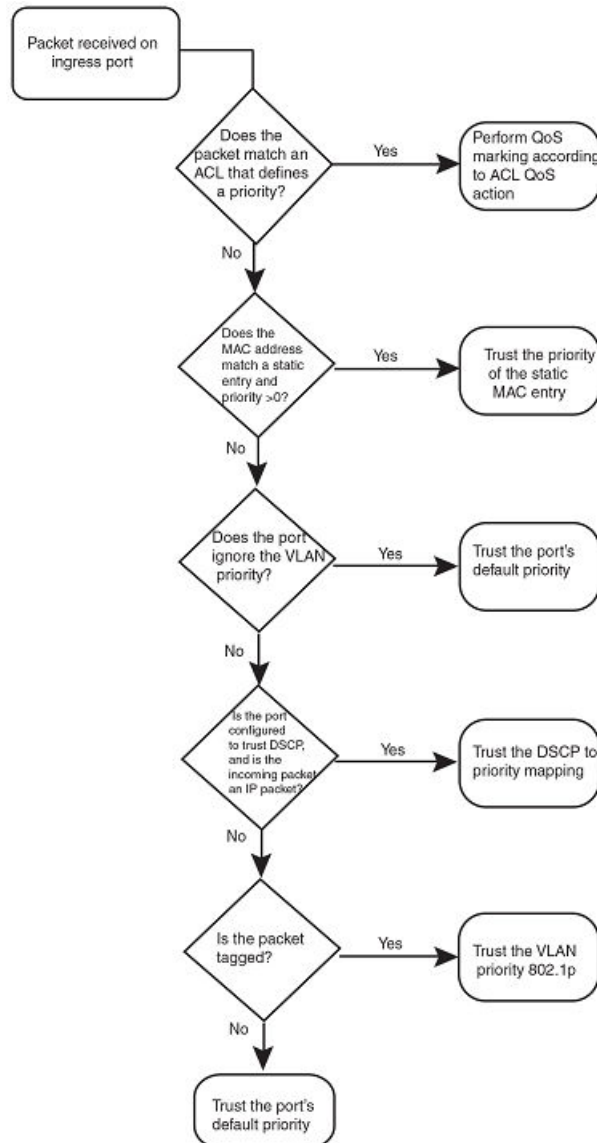 Packet received on
ingress port
Does the
packet match an
ACL that defines
a priority?
Yes
Perform QoS
marking according
to ACL QoS
action
No
Does the
MAC address
match a static
entry and
priority >0?
Yes
Trust the priority
of the static
MAC entry
No
Does the port
ignore the VLAN
priority?
Yes
Trust the port's
default priority
No
Is the port
configured
to trust DSCP,
and is the
incoming packet
an IP packet?
Yes
Trust the DSCP to
priority mapping
No
Is the packet
tagged?
Yes
Trust the VLAN
priority 802.1p
No
Trust the port's
default priority